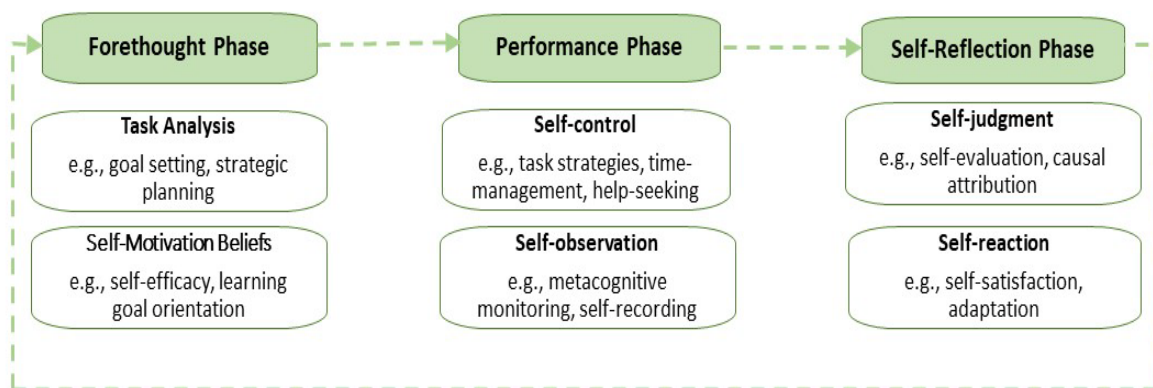 Forethought Phase
Performance Phase
Self-Reflection Phase
Task Analysis
e.g., goal setting, strategic
planning
Self-Motivation Beliefs
e.g., self-efficacy, learning
goal orientation
Self-control
e.g., task strategies, time-
management, help-seeking
Self-observation
e.g., metacognitive
monitoring, self-recording
Self-judgment
e.g., self-evaluation, causal
attribution
Self-reaction
e.g., self-satisfaction,
adaptation